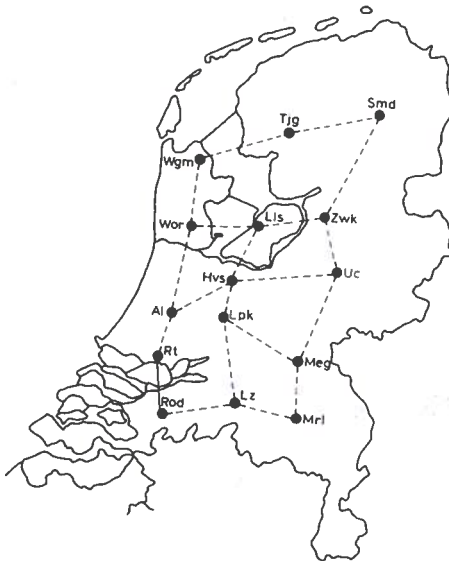 Smd
Tjg
Wgm
Wor
Lls
Zwk
Hvs
Uc
Al
Lpk
Rt
Meg
Rod
Lz
Mrl